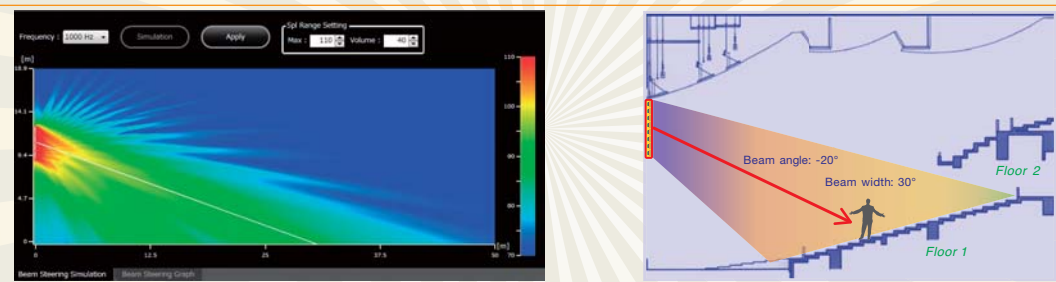 Frequency : 1000 Hz Simulation Apply Spl Range Setting Max : 110 Volume : 40
[m]
18.9
14.1
9.4
4.7
0
0 12.5 25 37.5 50 [m]
110
100
90
80
70
Beam Steering Simulation Beam Steering Graph
Beam angle: -20°
Beam width: 30°
Floor 2
Floor 1